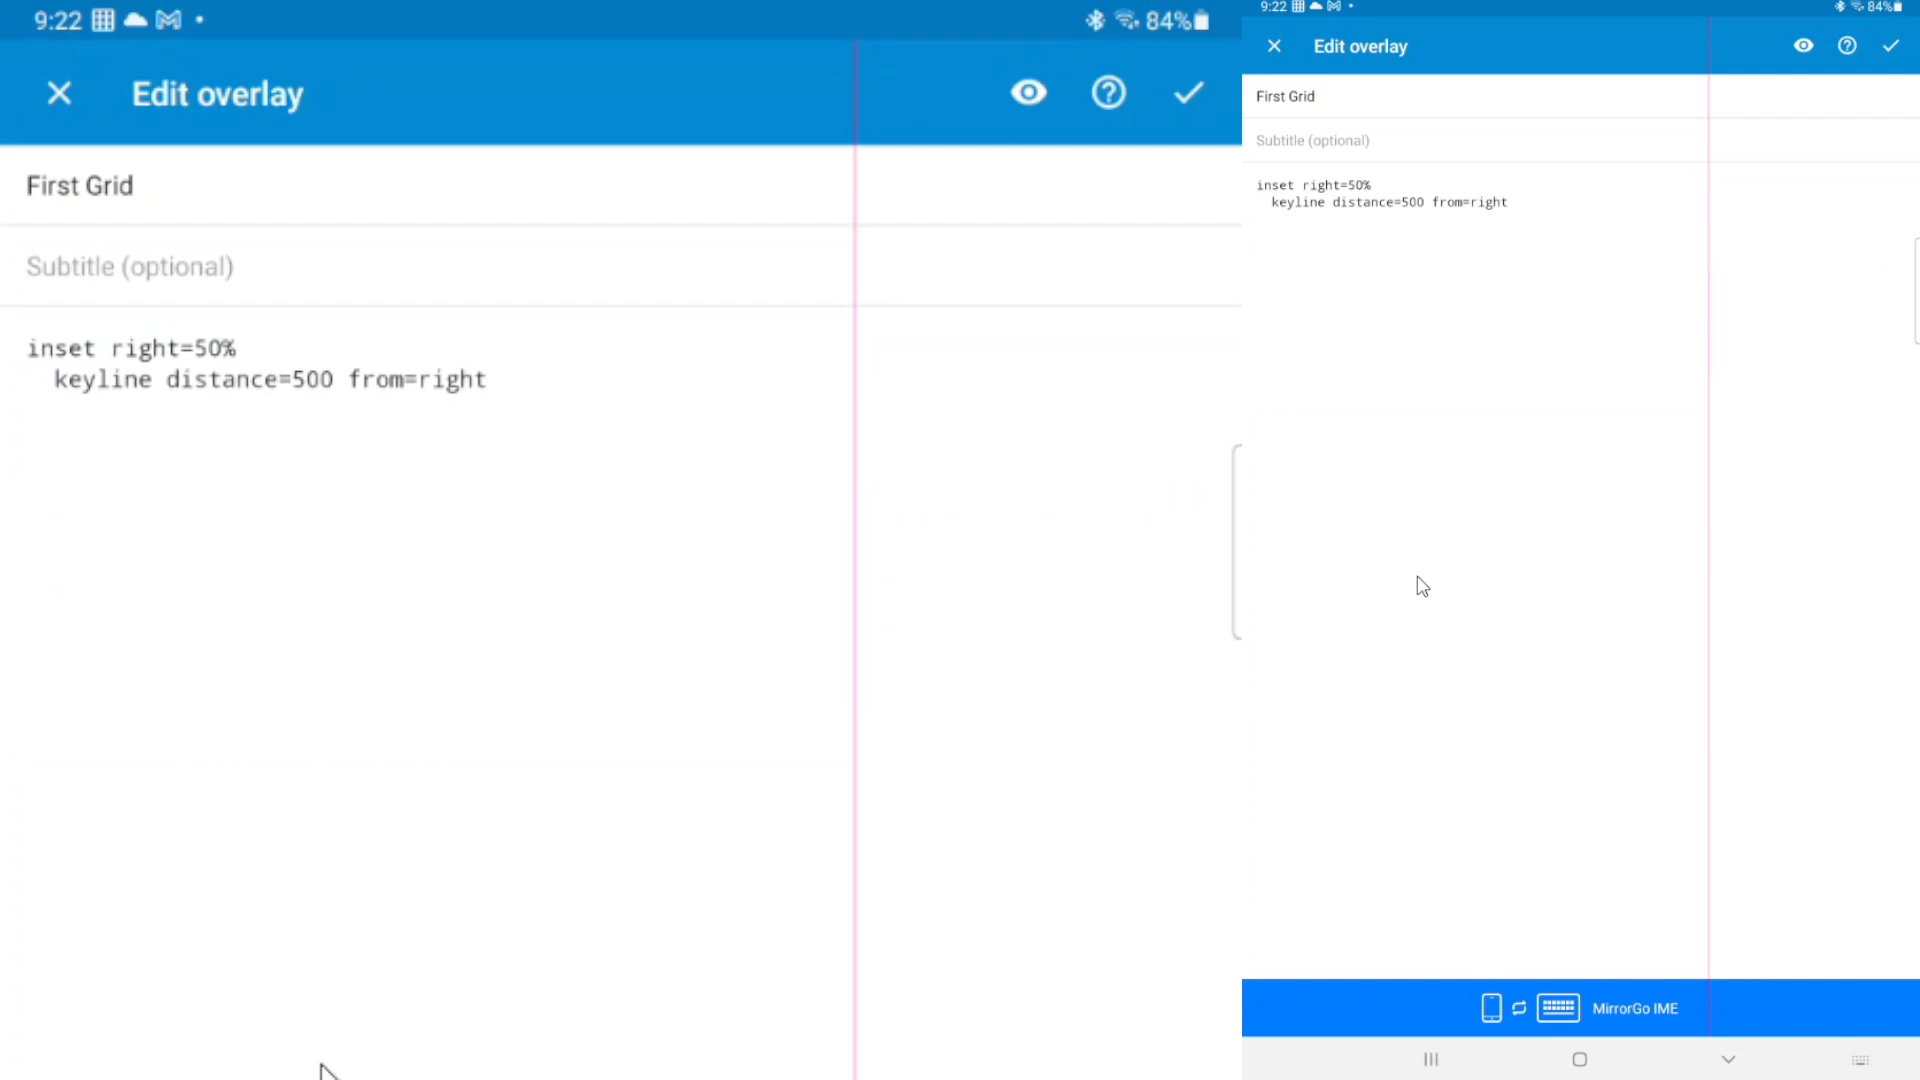 9:22
84%
Edit overlay
First Grid
Subtitle (optional)
inset right=50%
keyline distance=500 from=right
9:22
84%
Edit overlay
First Grid
Subtitle (optional)
inset right=50%
keyline distance=500 from=right
MirrorGo IME